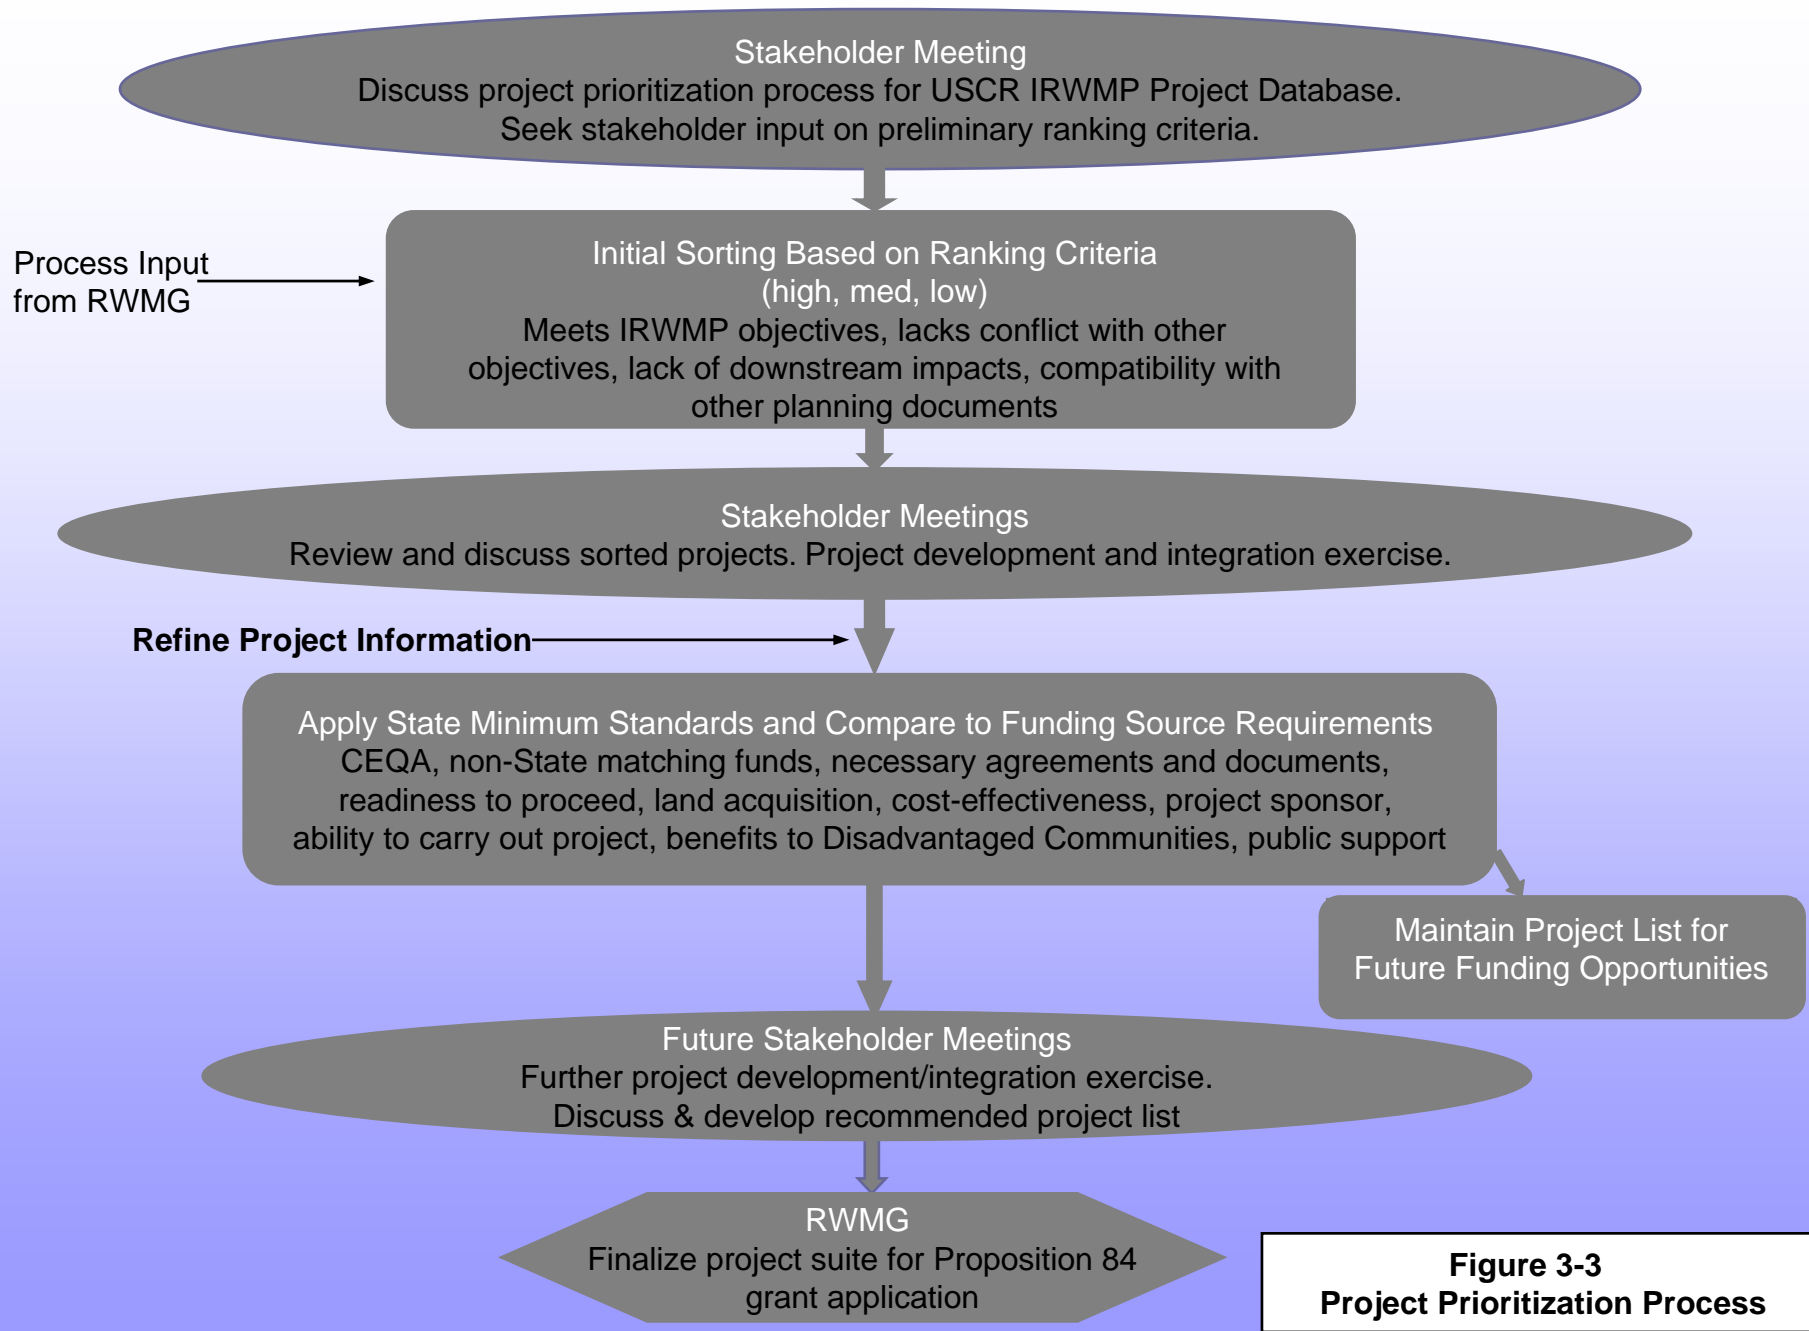 Stakeholder Meeting
Discuss project prioritization process for USCR IRWMP Project Database.
Seek stakeholder input on preliminary ranking criteria.
Process Input
from RWMG
Initial Sorting Based on Ranking Criteria
(high, med, low)
Meets IRWMP objectives, lacks conflict with other
objectives, lack of downstream impacts, compatibility with
other planning documents
Stakeholder Meetings
Review and discuss sorted projects. Project development and integration exercise.
Refine Project Information
Apply State Minimum Standards and Compare to Funding Source Requirements
CEQA, non-State matching funds, necessary agreements and documents,
readiness to proceed, land acquisition, cost-effectiveness, project sponsor,
ability to carry out project, benefits to Disadvantaged Communities, public support
Maintain Project List for
Future Funding Opportunities
Future Stakeholder Meetings
Further project development/integration exercise.
Discuss & develop recommended project list
RWMG
Finalize project suite for Proposition 84
grant application
Figure 3-3
Project Prioritization Process